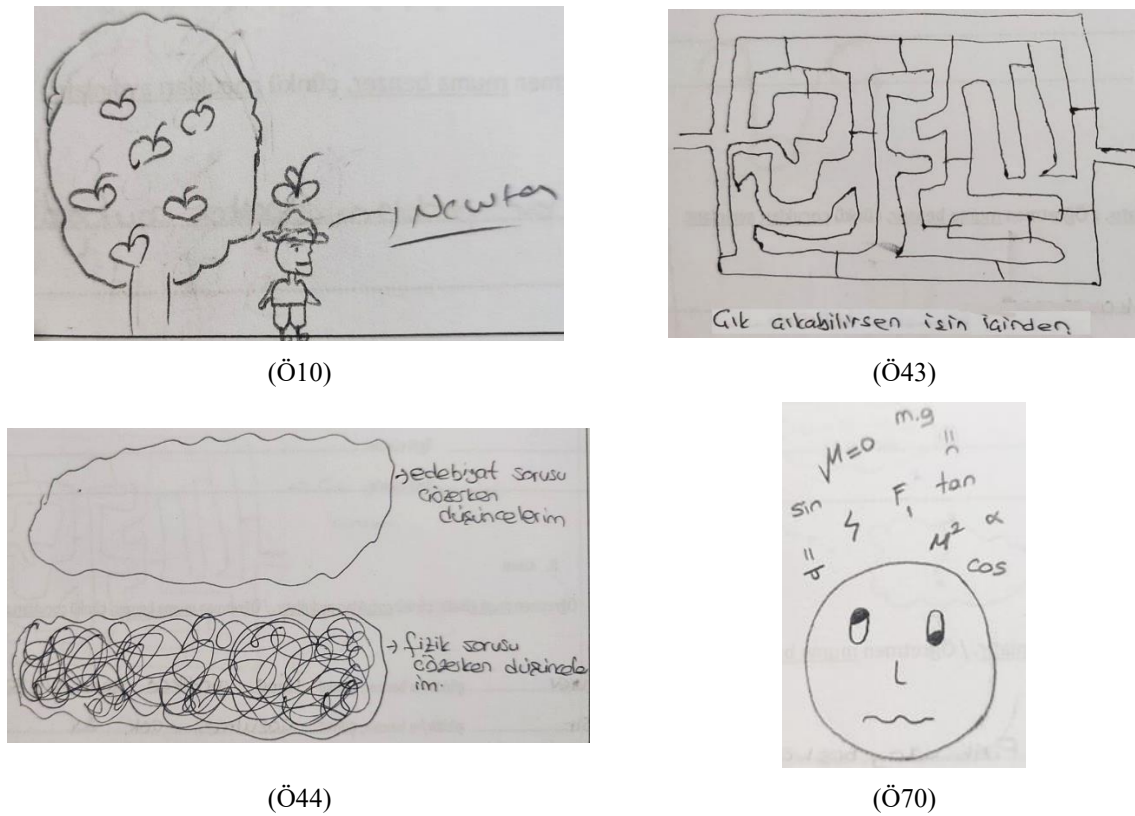 Newton
(Ö10)
Çık çıkabilirsen işin içinden
(Ö43)
→edebiyat sorusu
çözerken
düşüncelerim
→ fizik sorusu
çözerken düşüncele
im.
(Ö44)
m.g
M=0
sin
F
tan
M²
α
cos
(Ö70)